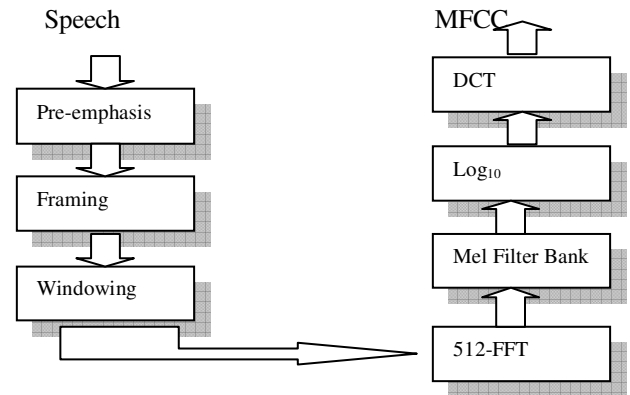 Speech
Pre-emphasis
Framing
Windowing
MFCC
DCT
Log₁₀
Mel Filter Bank
512-FFT